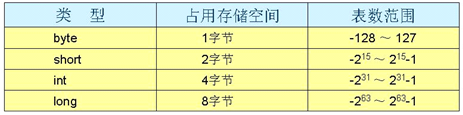 类 型 占用存储空间 表数范围
byte 1字节 -128 ~ 127
short 2字节 -2¹⁵ ~ 2¹⁵-1
int 4字节 -2³¹ ~ 2³¹-1
long 8字节 -2⁶³ ~ 2⁶³-1